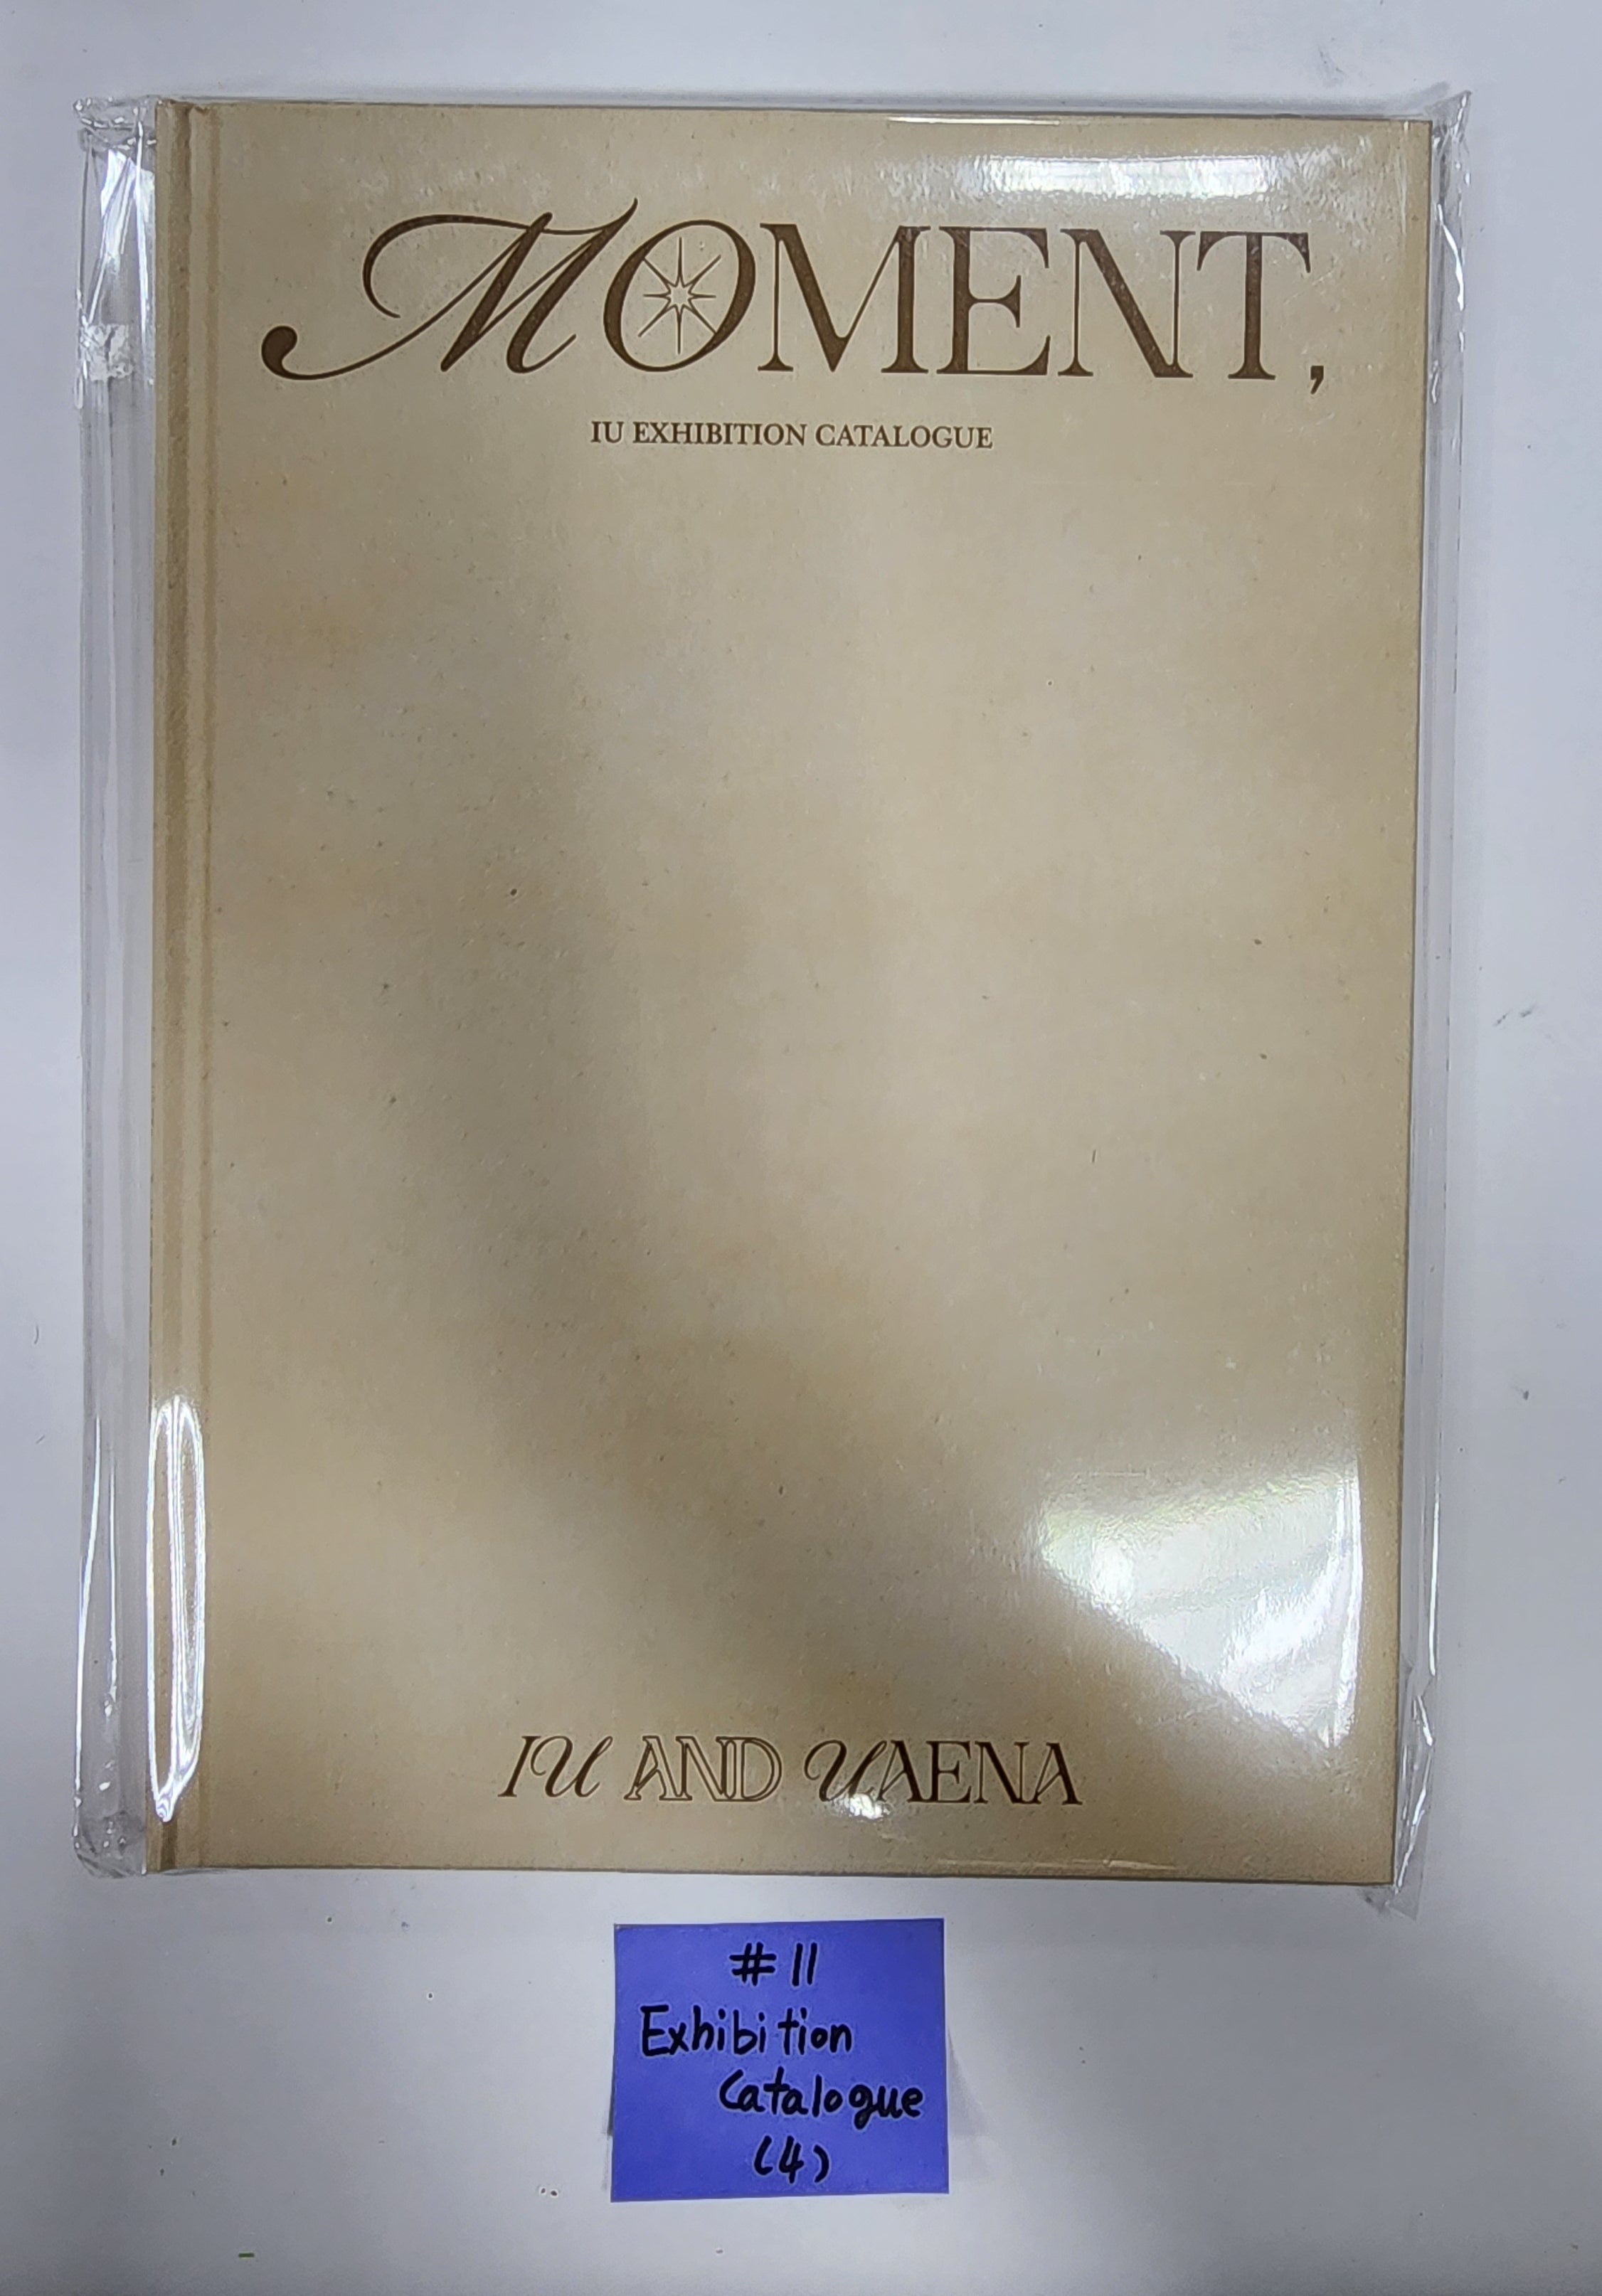 MOMENT,
IU EXHIBITION CATALOGUE
IU AND UAENA
#11
Exhibition
Catalogue
(4)